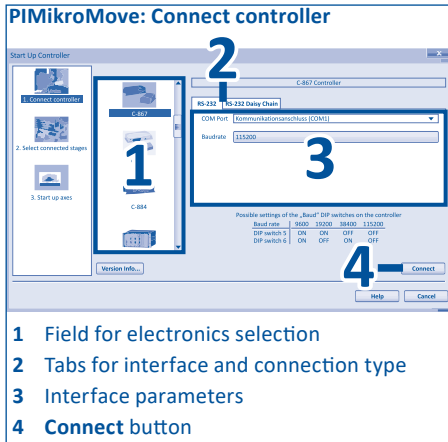 PIMikroMove: Connect controller
Start Up Controller
x
1. Connect controller
2. Select connected stages
3. Start up axes
C-867
C-884
1
Version Info...
2
C-867 Controller
RS-232 RS-232 Daisy Chain
COM Port Kommunikationsanschluss (COM1)
Baudrate 115200
3
Possible settings of the „Baud" DIP switches on the controller
Baud rate 9600 19200 38400 115200
DIP switch 5 ON ON OFF OFF
DIP switch 6 ON OFF ON OFF
4
Connect
Help Cancel
1 Field for electronics selection
2 Tabs for interface and connection type
3 Interface parameters
4 Connect button